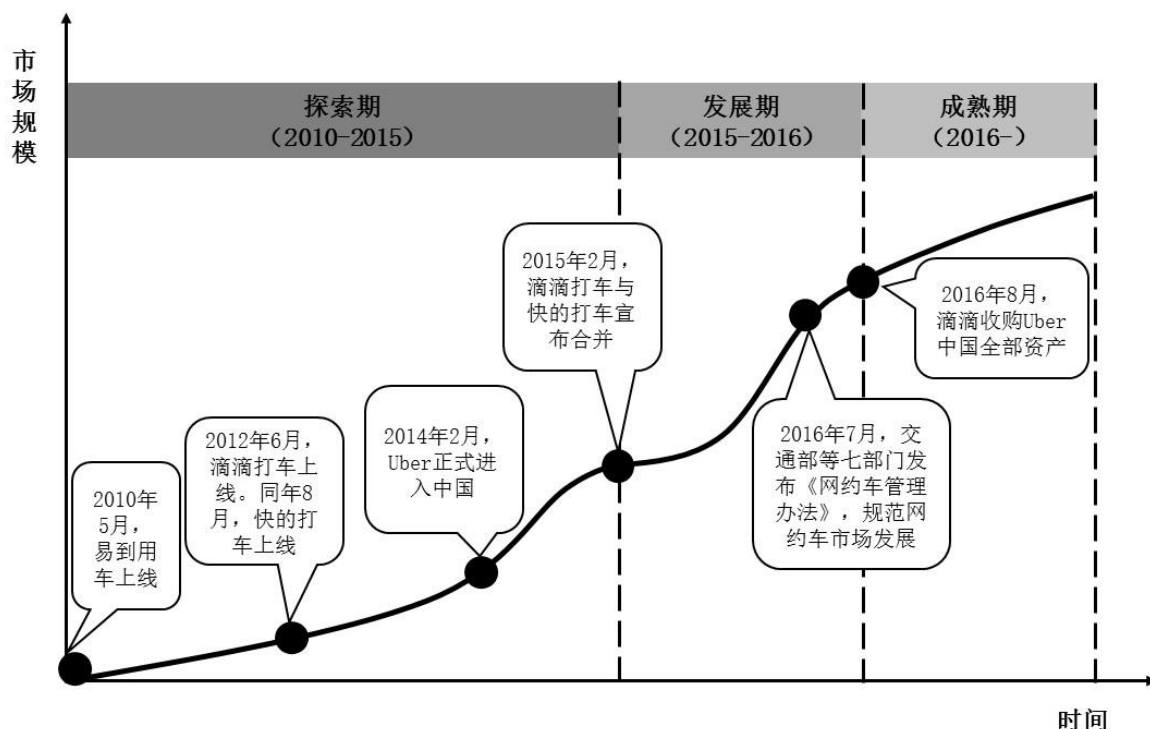 市
场
规
模
探索期
（2010-2015）
发展期
（2015-2016）
成熟期
（2016-）
2010年
5月，
易到用
车上线
2012年6月，
滴滴打车上
线。同年8
月，快的打
车上线
2014年2月，
Uber正式进
入中国
2015年2月，
滴滴打车与
快的打车宣
布合并
2016年7月，交
通部等七部门发
布《网约车管理
办法》，规范网
约车市场发展
2016年8月，
滴滴收购Uber
中国全部资产
时间